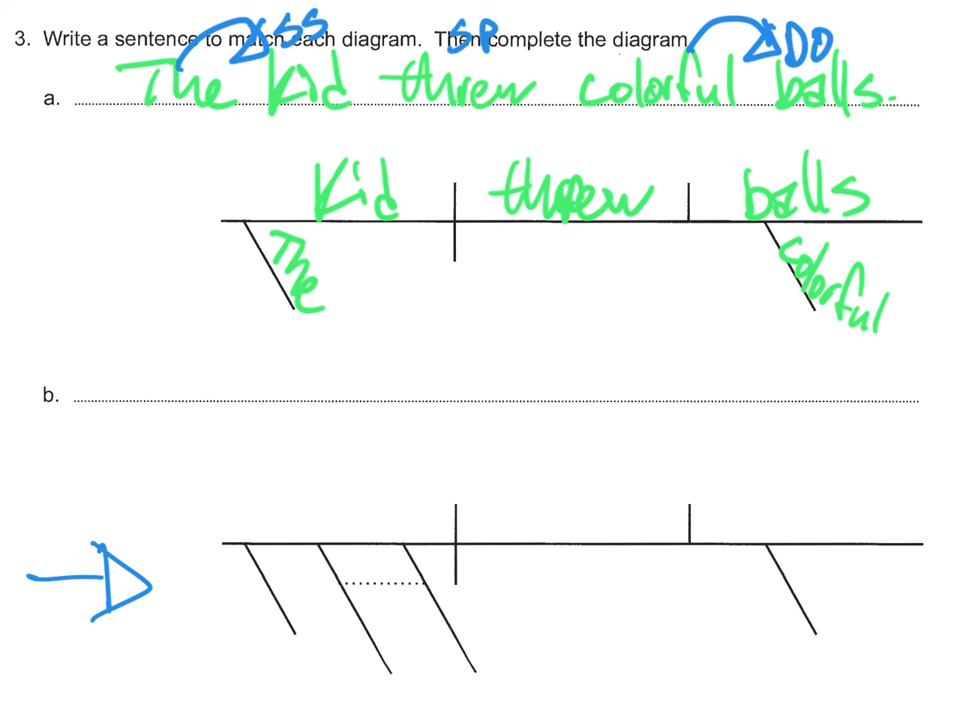 3. Write a sentence to match each diagram. Then complete the diagram.
SS SP DO
a. The kid threw colorful balls.
kid threw balls
The colorful
b.